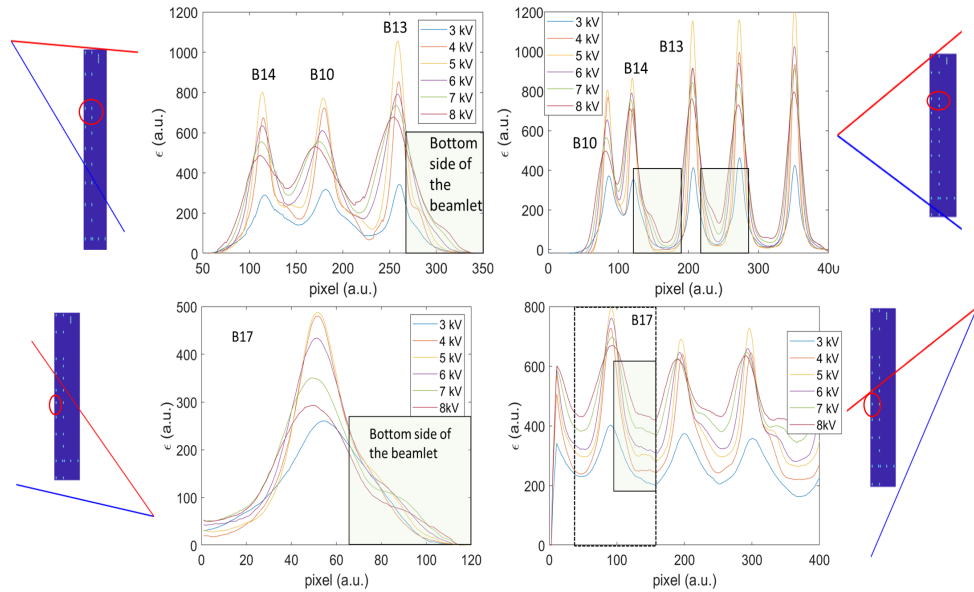 1200
1000
800
600
400
200
0
50
100
150
200
250
300
350
ϵ (a.u.)
pixel (a.u.)
B14
B10
B13
3 kV
4 kV
5 kV
6 kV
7 kV
8 kV
Bottom
side of
the
beamlet
1200
1000
800
600
400
200
0
0
100
200
300
ϵ (a.u.)
pixel (a.u.)
3 kV
4 kV
5 kV
6 kV
7 kV
8 kV
B13
B14
B10
500
400
300
200
100
0
0
20
40
60
80
100
120
ϵ (a.u.)
pixel (a.u.)
B17
3 kV
4 kV
5 kV
6 kV
7 kV
8kV
Bottom side of
the beamlet
800
600
400
200
0
0
100
200
300
400
ϵ (a.u.)
pixel (a.u.)
B17
3 kV
4 kV
5 kV
6 kV
7 kV
8kV